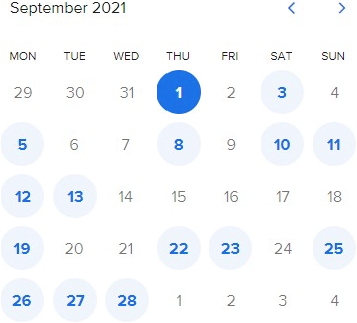 September 2021
MON TUE WED THU FRI SAT SUN
29 30 31 1 2 3 4
5 6 7 8 9 10 11
12 13 14 15 16 17 18
19 20 21 22 23 24 25
26 27 28 1 2 3 4